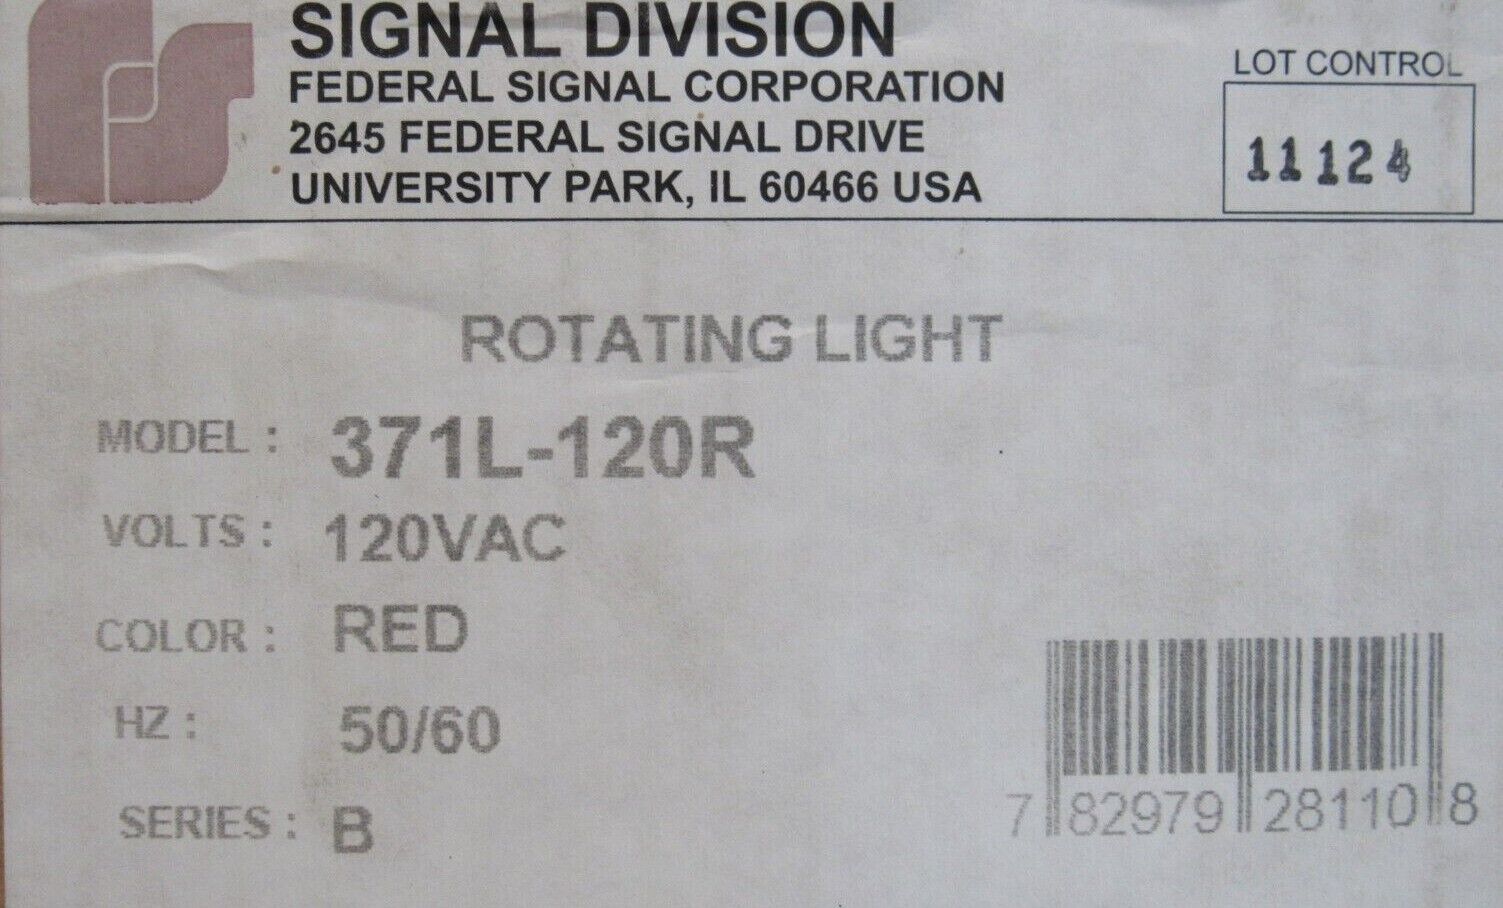 SIGNAL DIVISION
FEDERAL SIGNAL CORPORATION
2645 FEDERAL SIGNAL DRIVE
UNIVERSITY PARK, IL 60466 USA
LOT CONTROL
11124
ROTATING LIGHT
MODEL : 371L-120R
VOLTS : 120VAC
COLOR : RED
HZ : 50/60
SERIES : B
7 82979 28110 8